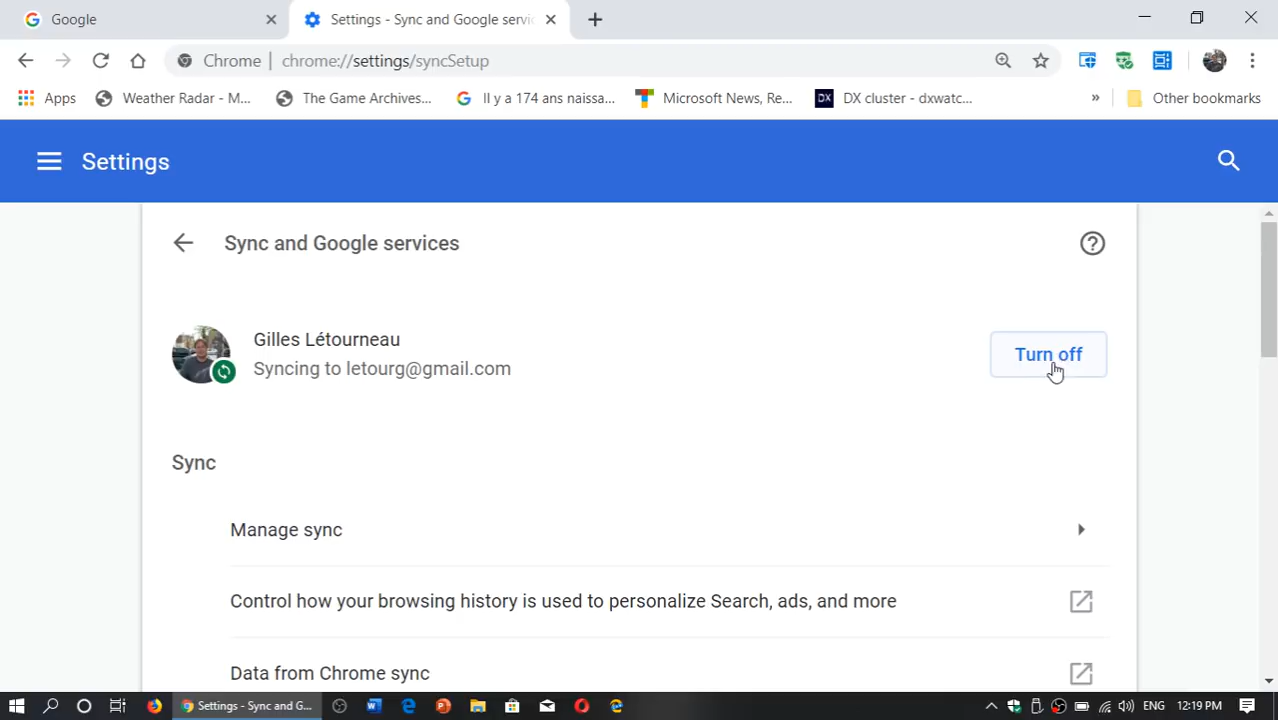 Google
Settings - Sync and Google servic
Chrome | chrome://settings/syncSetup
Apps
Weather Radar - M...
The Game Archives...
Il y a 174 ans naissa...
Microsoft News, Re...
DX
DX cluster - dxwatc...
»
Other bookmarks
Settings
Sync and Google services
Gilles Létourneau
Syncing to letourg@gmail.com
Turn off
Sync
Manage sync
Control how your browsing history is used to personalize Search, ads, and more
Data from Chrome sync
Settings - Sync and G...
ENG
12:19 PM